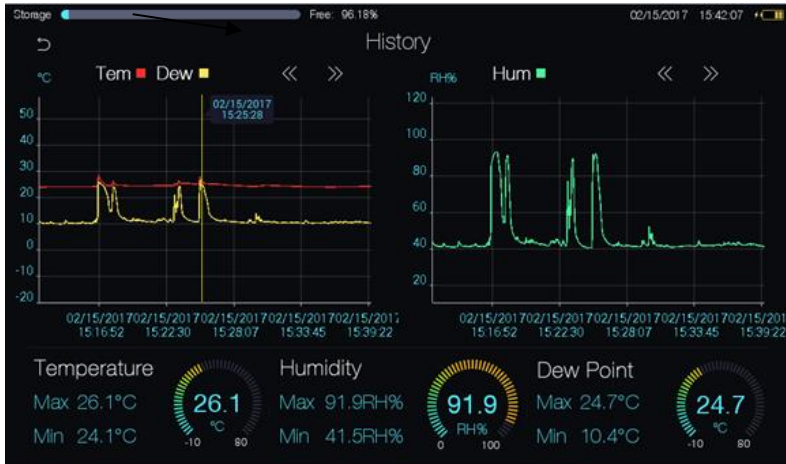 Storage Free: 96.18% 02/15/2017 15:42:07
History
°C Tem Dew « » RH% Hum « »
02/15/2017
15:25:28
50
40
30
20
10
0
-10
-20
02/15/2017 02/15/2017 02/15/2017 02/15/2017 02/15/201
15:16:52 15:22:30 15:28:07 15:33:45 15:39:22
120
100
80
60
40
20
02/15/2017 02/15/2017 02/15/2017 02/15/2017 02/15/201
15:16:52 15:22:30 15:28:07 15:33:45 15:39:22
Temperature
Max 26.1°C
Min 24.1°C
26.1
°C
-10 80
Humidity
Max 91.9RH%
Min 41.5RH%
91.9
RH%
0 100
Dew Point
Max 24.7°C
Min 10.4°C
24.7
°C
-10 80